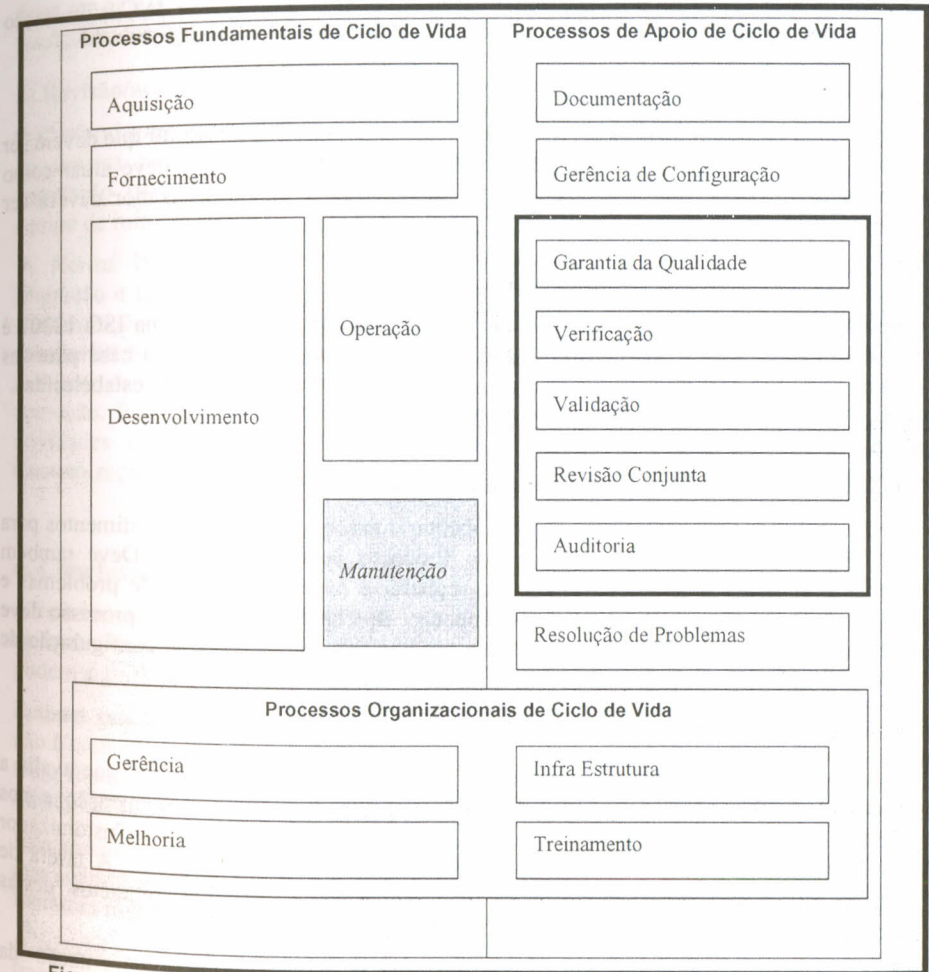 Processos Fundamentais de Ciclo de Vida
Processos de Apoio de Ciclo de Vida
Aquisição
Documentação
Fornecimento
Gerência de Configuração
Desenvolvimento
Operação
Manutenção
Garantia da Qualidade
Verificação
Validação
Revisão Conjunta
Auditoria
Resolução de Problemas
Processos Organizacionais de Ciclo de Vida
Gerência
Infra Estrutura
Melhoria
Treinamento